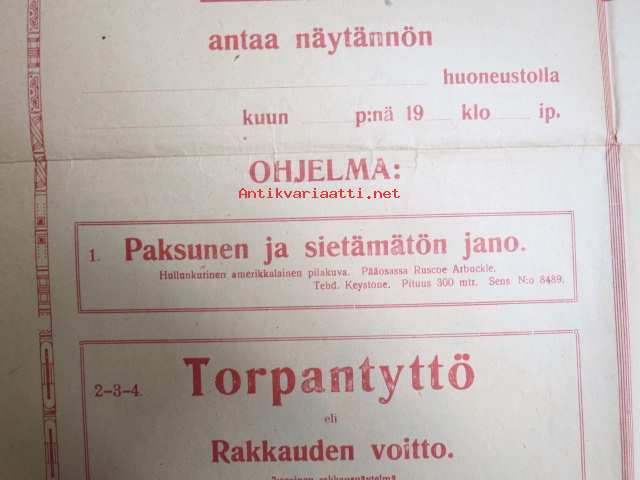 antaa näytännön
huoneustolla
kuun p:nä 19 klo ip.
OHJELMA:
Antikvariaatti.net
1. Paksunen ja sietämätön jano.
Hullunkurinen amerikkalainen pilakuva. Pääosassa Ruscoe Arbuckle.
Tehd. Keystone. Pituus 300 mtr. Sens N:o 8489.
2-3-4. Torpantyttö
eli
Rakkauden voitto.